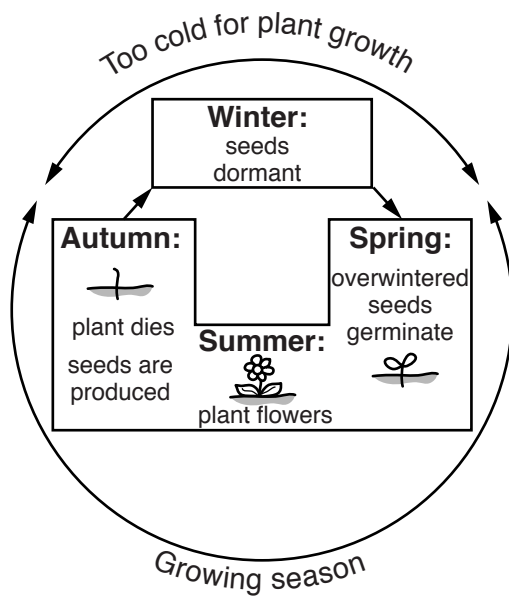 Too cold for plant growth
Winter:
seeds
dormant
Autumn:
plant dies
seeds are
produced
Summer:
plant flowers
Spring:
overwintered
seeds
germinate
Growing season